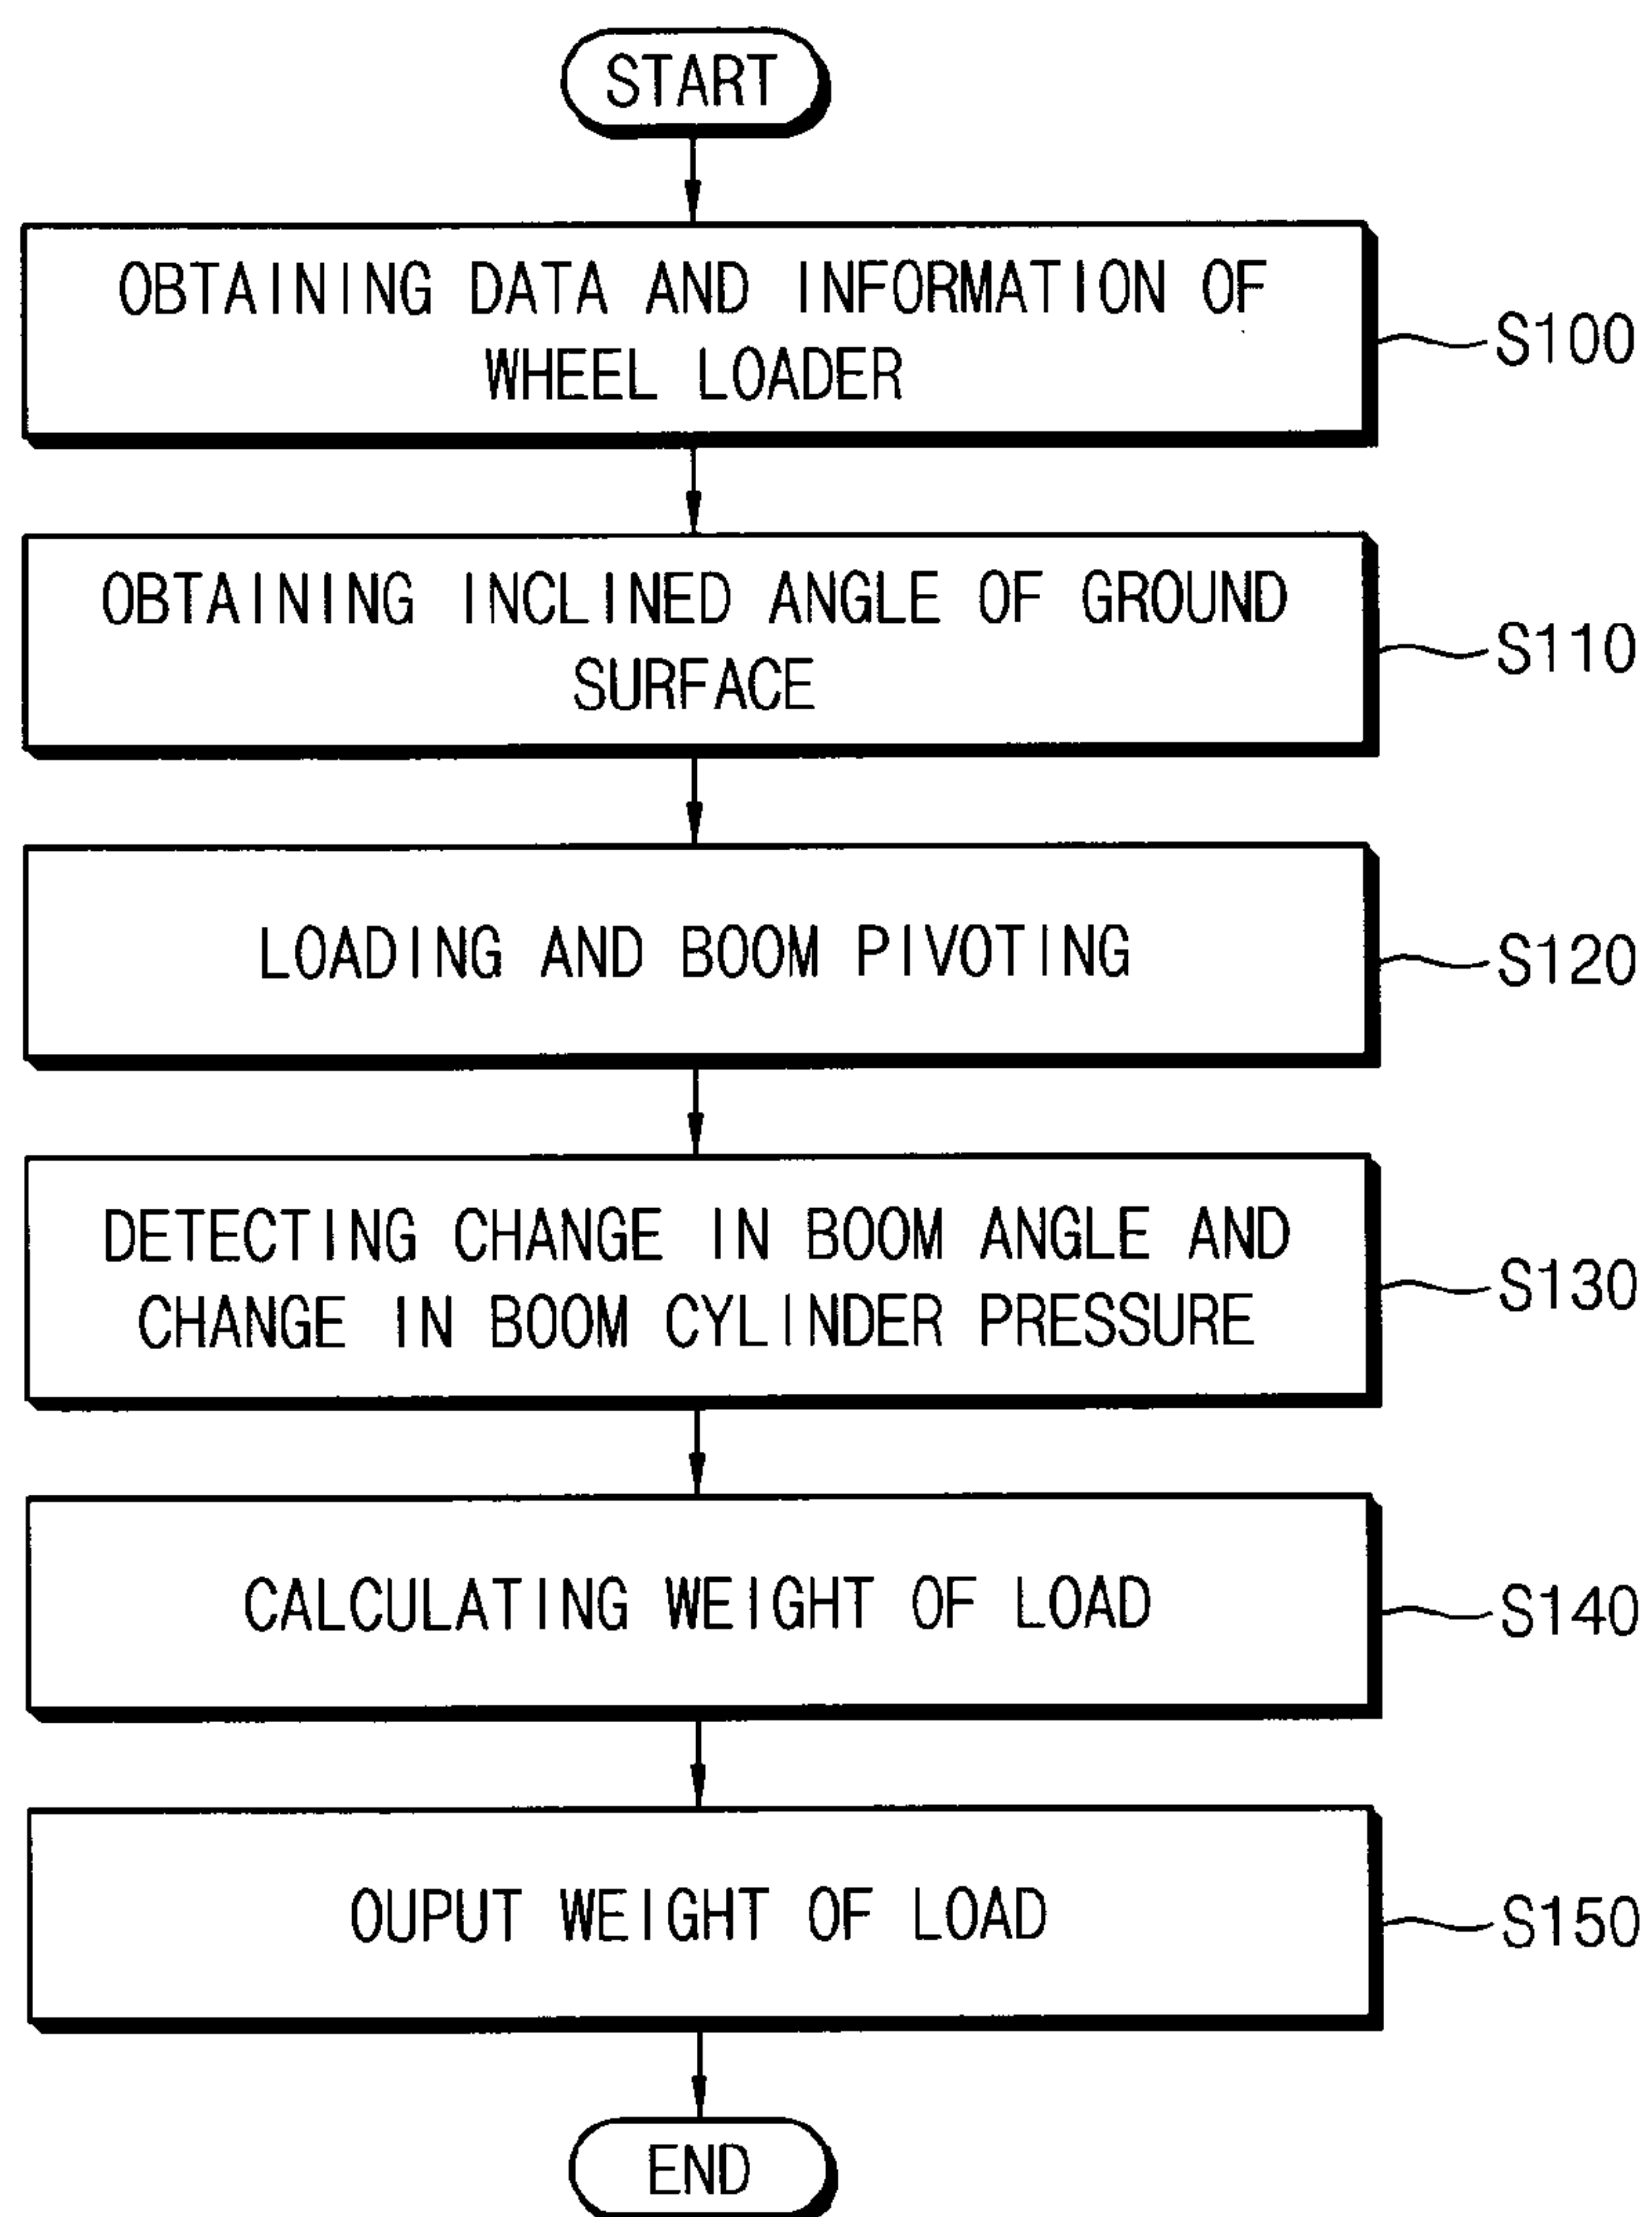 START
OBTAINING DATA AND INFORMATION OF
WHEEL LOADER
S100
OBTAINING INCLINED ANGLE OF GROUND
SURFACE
S110
LOADING AND BOOM PIVOTING
S120
DETECTING CHANGE IN BOOM ANGLE AND
CHANGE IN BOOM CYLINDER PRESSURE
S130
CALCULATING WEIGHT OF LOAD
S140
OUPUT WEIGHT OF LOAD
S150
END